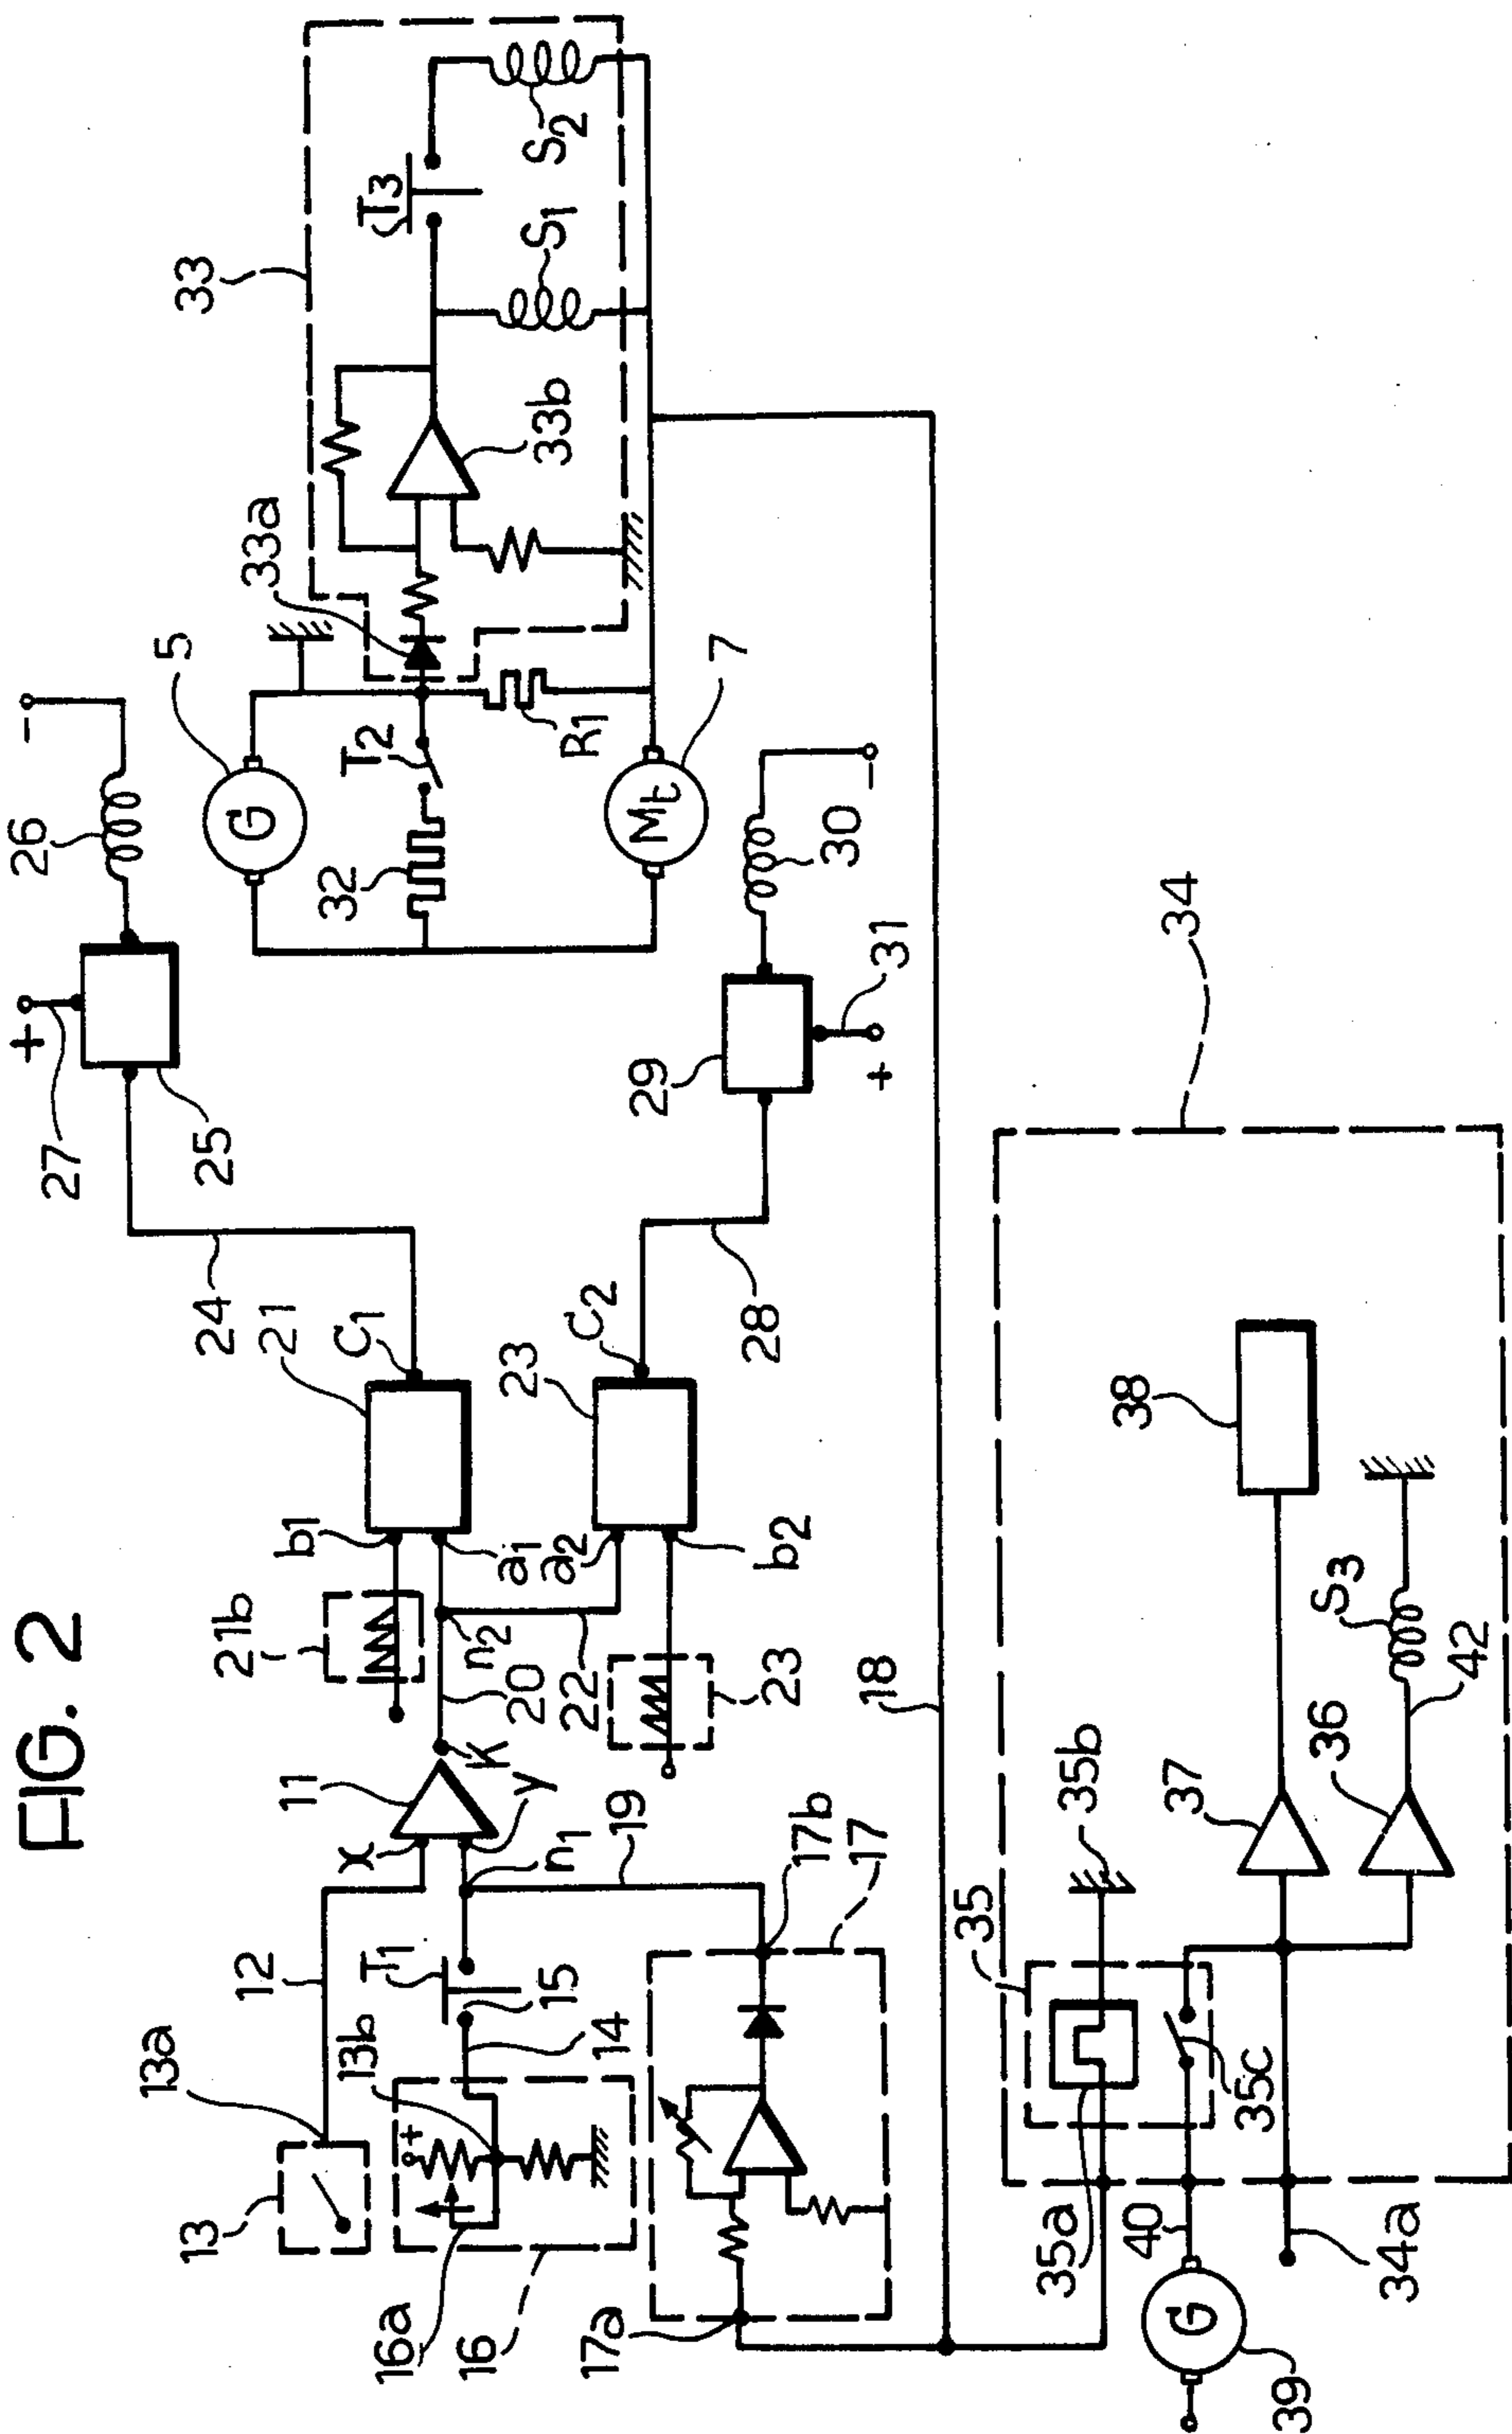 FIG. 2
13
13a
12
x
11
y
K
n1
T1
15
14
13b
16a
16
17a
17
17b
19
20
n2
22
21b
b1
a1
a2
b2
23
21
23
C1
C2
24
28
18
27
+
25
26
−
5
G
T2
32
R1
Mt
7
29
31
+
30
−
33
33a
33b
T3
S1
S2
34
34a
35
35a
35b
35c
36
37
38
39
G
40
42
S3
+